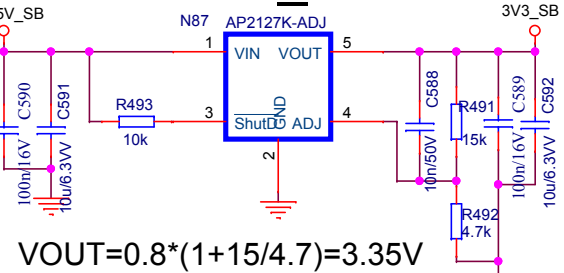 5V_SB
N87
AP2127K-ADJ
3V3_SB
1
VIN
VOUT
5
R493
10k
3
ShutD
GND
ADJ
4
2
C590
100n/16V
C591
10u/6.3VV
C588
10n/50V
R491
15k
C589
100n/16V
C592
10u/6.3VV
R492
4.7k
VOUT=0.8*(1+15/4.7)=3.35V